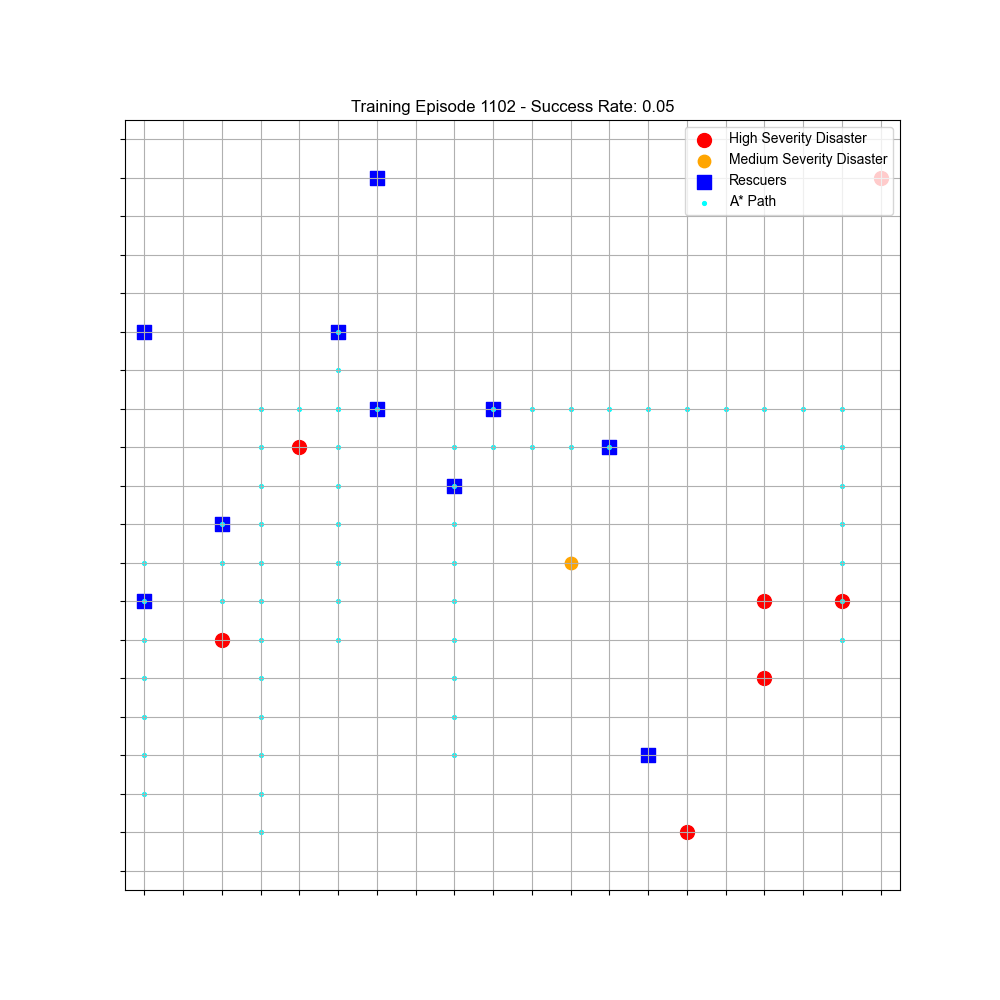 Training Episode 1102 - Success Rate: 0.05
High Severity Disaster
Medium Severity Disaster
Rescuers
A* Path